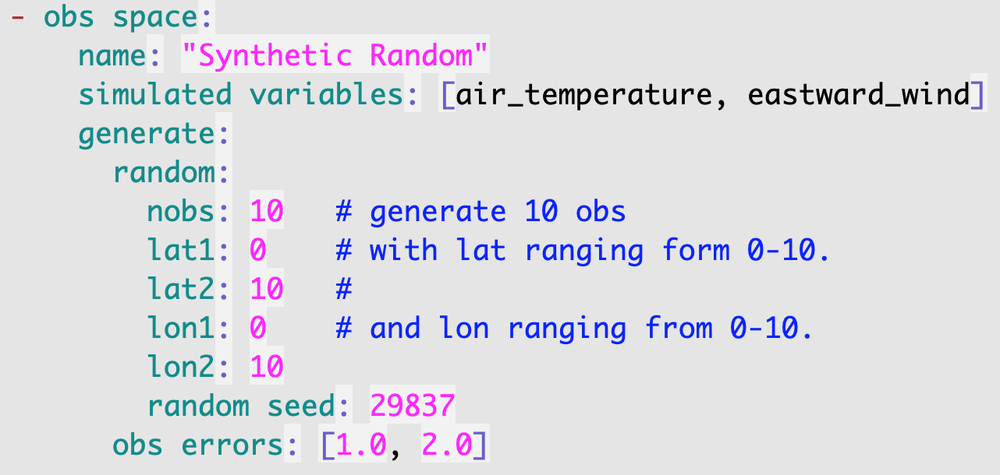 - obs space:
    name: "Synthetic Random"
    simulated variables: [air_temperature, eastward_wind]
    generate:
      random:
        nobs: 10   # generate 10 obs
        lat1: 0    # with lat ranging form 0-10.
        lat2: 10   #
        lon1: 0    # and lon ranging from 0-10.
        lon2: 10
        random seed: 29837
      obs errors: [1.0, 2.0]